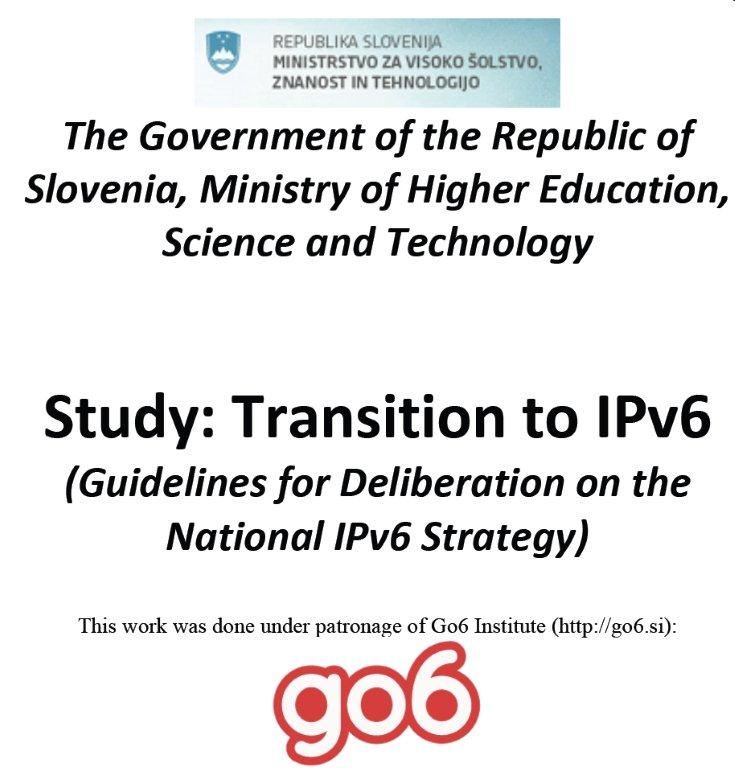 REPUBLIKA SLOVENIJA
MINISTRSTVO ZA VISOKO ŠOLSTVO,
ZNANOST IN TEHNOLOGIJO
The Government of the Republic of
Slovenia, Ministry of Higher Education,
Science and Technology
Study: Transition to IPv6
(Guidelines for Deliberation on the
National IPv6 Strategy)
This work was done under patronage of Go6 Institute (http://go6.si):
go6